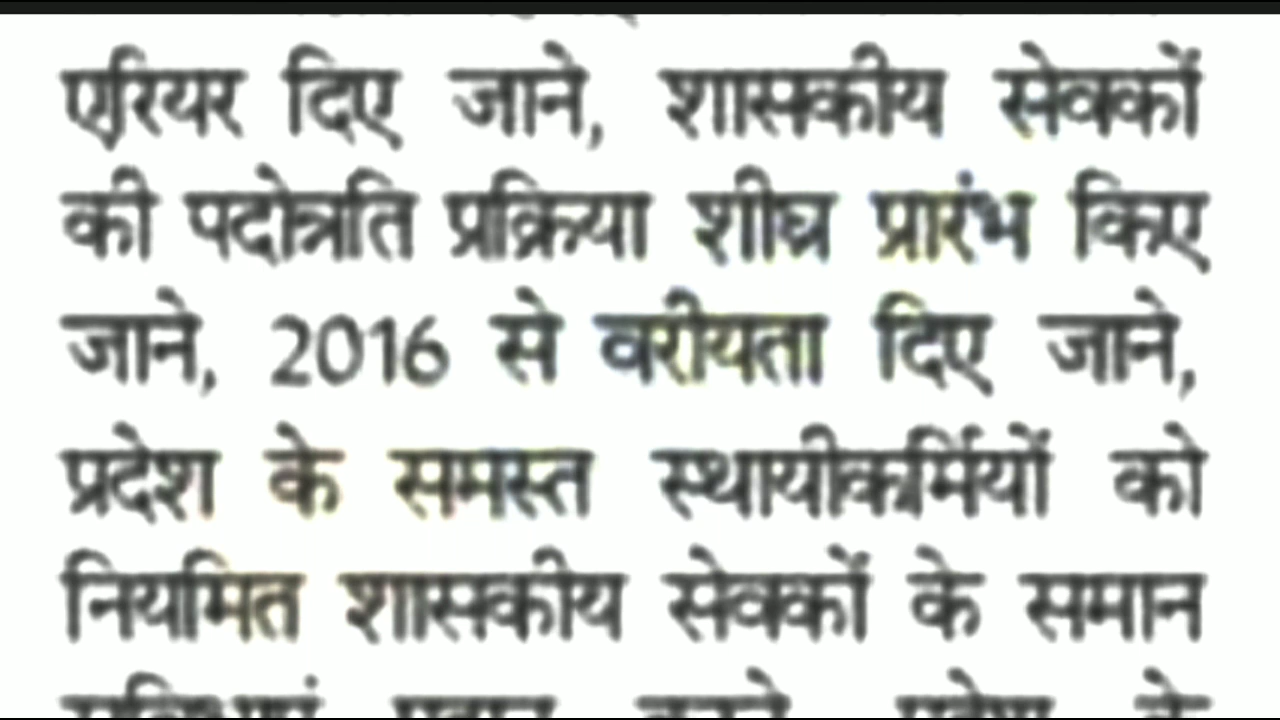 एरियर दिए जाने, शासकीय सेवकों
की पदोन्नति प्रक्रिया शीघ्र प्रारंभ किए
जाने, 2016 से वरीयता दिए जाने,
प्रदेश के समस्त स्थायीकर्मियों को
नियमित शासकीय सेवकों के समान